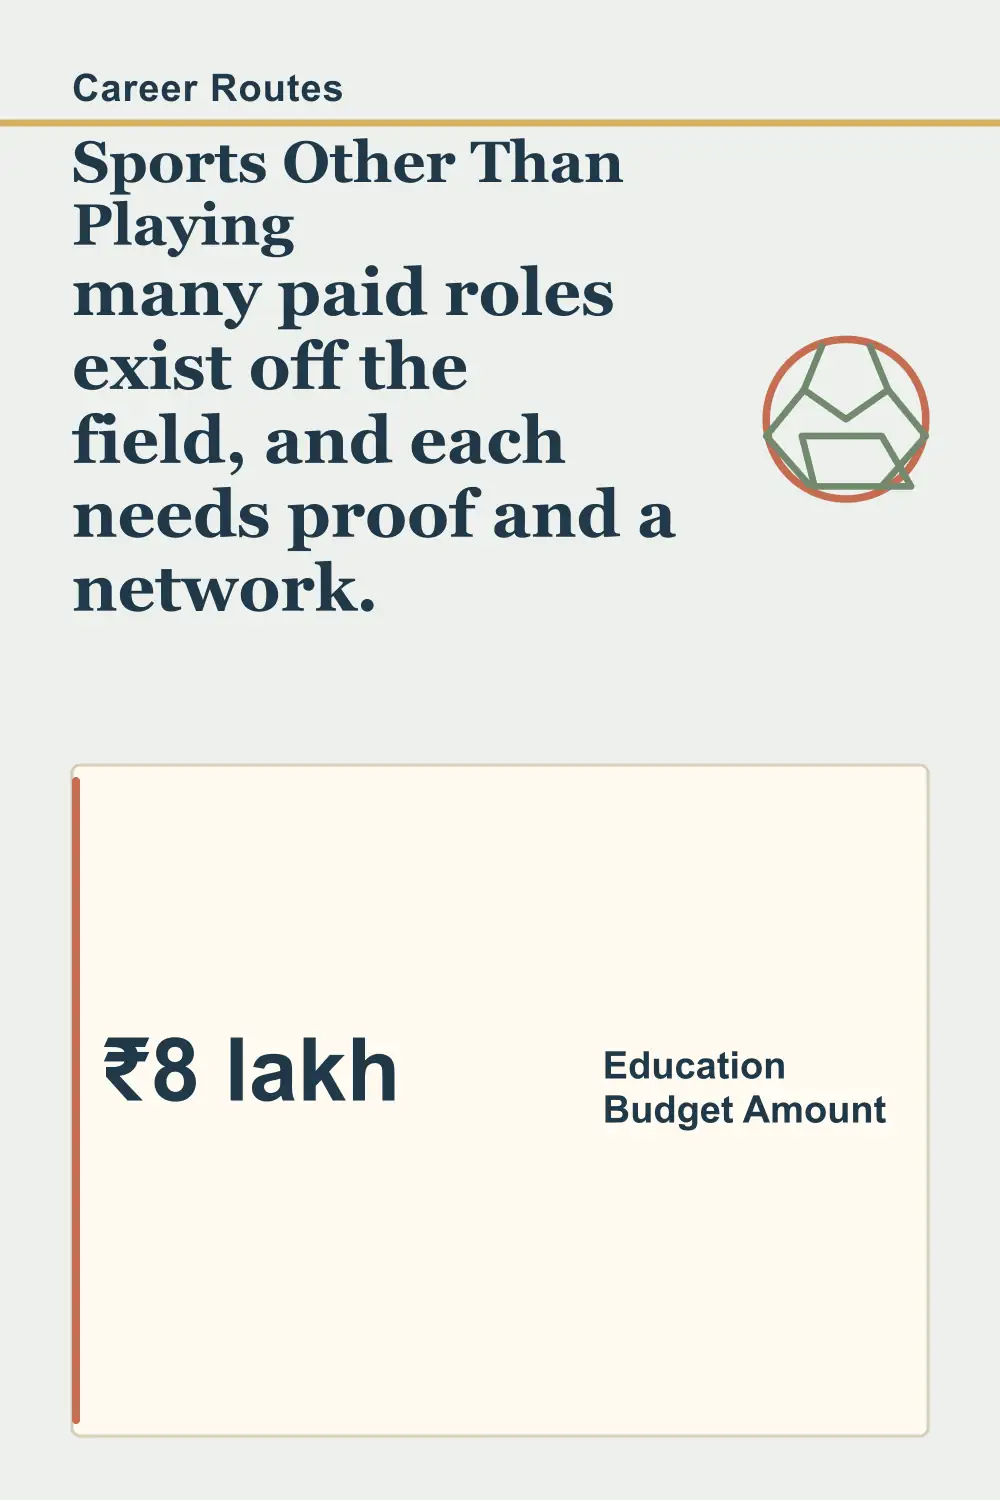 Career Routes
Sports Other Than
Playing
many paid roles
exist off the
field, and each
needs proof and a
network.
₹8 lakh
Education
Budget Amount